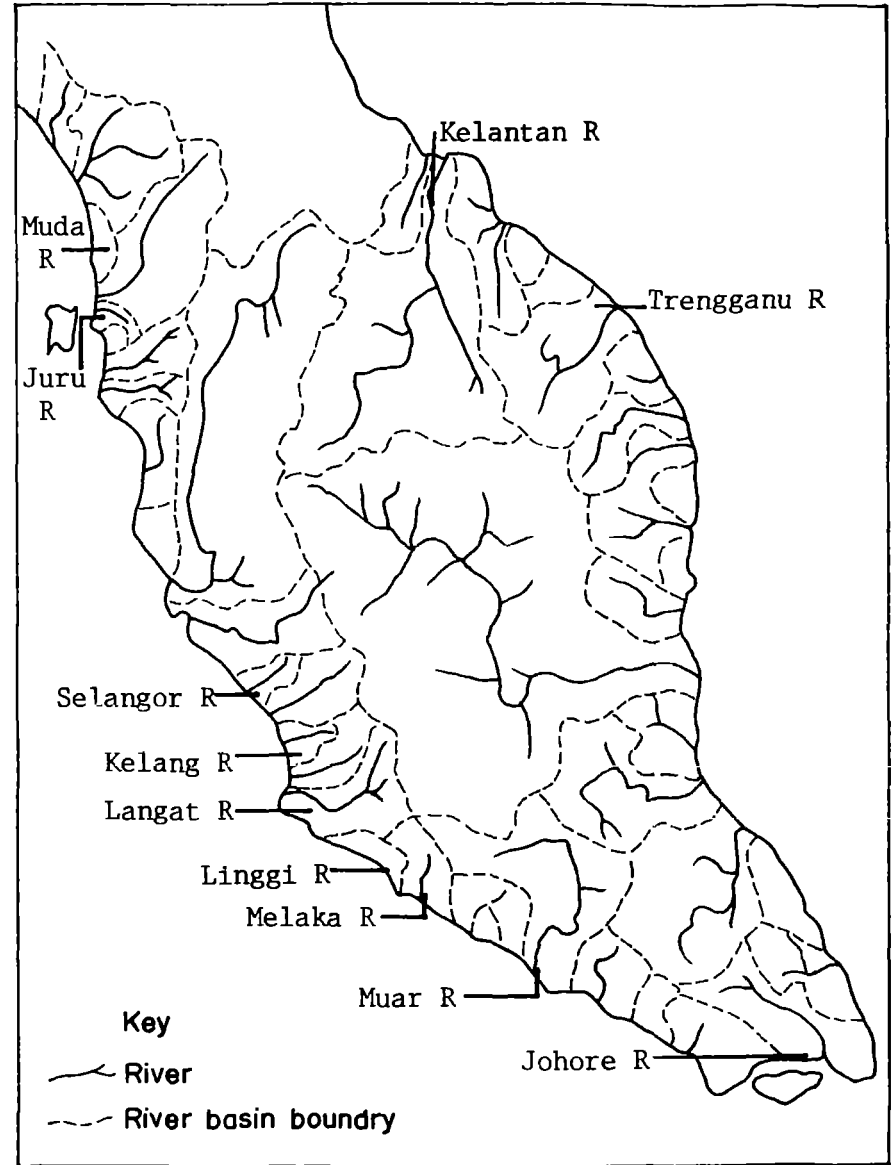 Kelantan R
Muda
R
Trengganu R
Juru
R
Selangor R
Kelang R
Langat R
Linggi R
Melaka R
Muar R
Johore R
Key
River
River basin boundry